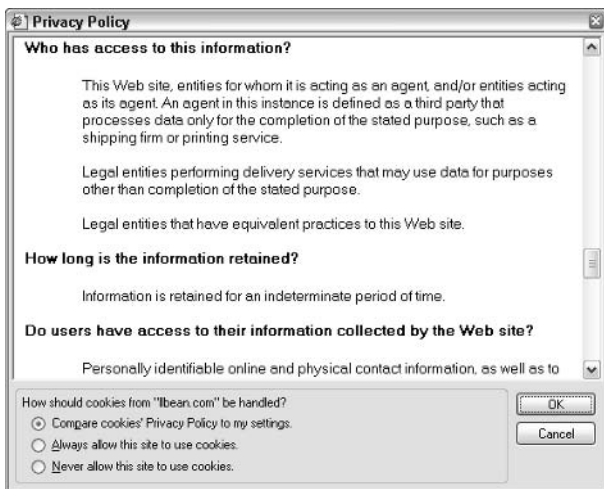 Privacy Policy
Who has access to this information?
This Web site, entities for whom it is acting as an agent, and/or entities acting
as its agent. An agent in this instance is defined as a third party that
processes data only for the completion of the stated purpose, such as a
shipping firm or printing service.
Legal entities performing delivery services that may use data for purposes
other than completion of the stated purpose.
Legal entities that have equivalent practices to this Web site.
How long is the information retained?
Information is retained for an indeterminate period of time.
Do users have access to their information collected by the Web site?
Personally identifiable online and physical contact information, as well as to
How should cookies from "llbean.com" be handled?
Compare cookies' Privacy Policy to my settings.
Always allow this site to use cookies.
Never allow this site to use cookies.
OK
Cancel